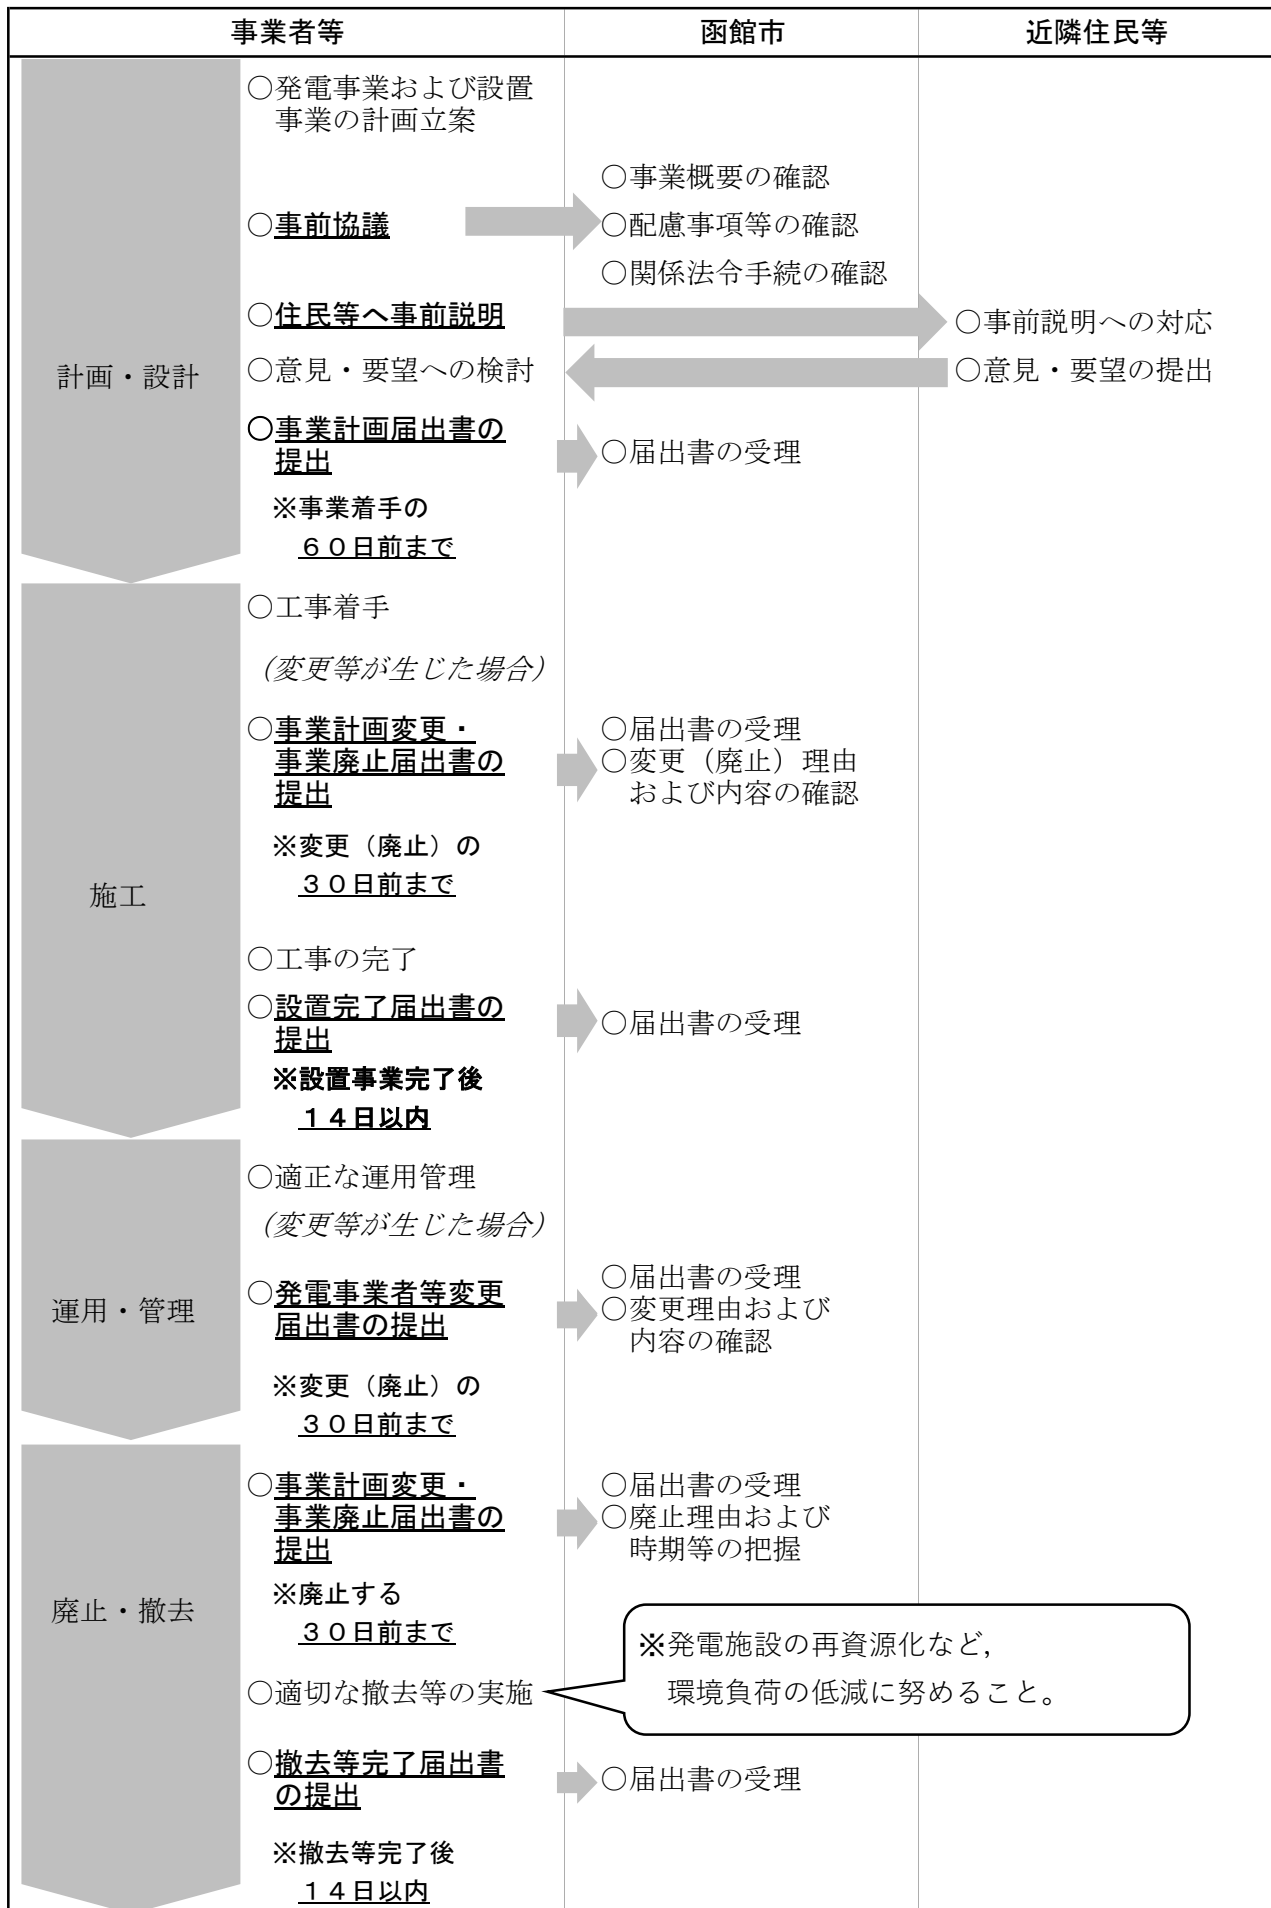 事業者等
函館市
近隣住民等
計画・設計
○発電事業および設置
事業の計画立案
○事業概要の確認
○事前協議
○配慮事項等の確認
○関係法令手続の確認
○住民等へ事前説明
○事前説明への対応
○意見・要望への検討
○意見・要望の提出
○事業計画届出書の
提出
○届出書の受理
※事業着手の
６０日前まで
施工
○工事着手
（変更等が生じた場合）
○事業計画変更・
事業廃止届出書の
提出
○届出書の受理
○変更（廃止）理由
および内容の確認
※変更（廃止）の
３０日前まで
○工事の完了
○設置完了届出書の
提出
○届出書の受理
※設置事業完了後
１４日以内
運用・管理
○適正な運用管理
（変更等が生じた場合）
○発電事業者等変更
届出書の提出
○届出書の受理
○変更理由および
内容の確認
※変更（廃止）の
３０日前まで
廃止・撤去
○事業計画変更・
事業廃止届出書の
提出
○届出書の受理
○廃止理由および
時期等の把握
※廃止する
３０日前まで
○適切な撤去等の実施
※発電施設の再資源化など，
環境負荷の低減に努めること。
○撤去等完了届出書
の提出
○届出書の受理
※撤去等完了後
１４日以内